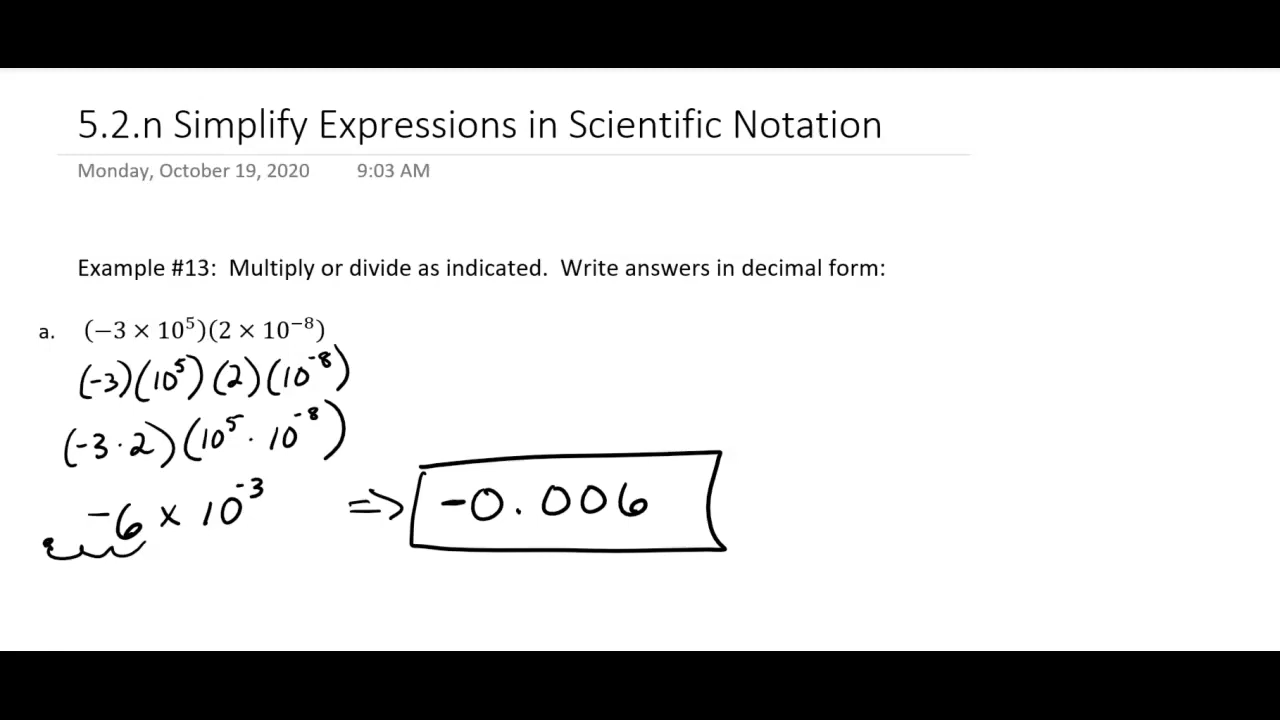 5.2.n Simplify Expressions in Scientific Notation
Monday, October 19, 2020 9:03 AM
Example #13: Multiply or divide as indicated. Write answers in decimal form:
a. (−3 × 10⁵)(2 × 10⁻⁸)
(-3)(10⁵)(2)(10⁻⁸)
(-3 · 2)(10⁵ · 10⁻⁸)
-6 × 10⁻³ => -0.006